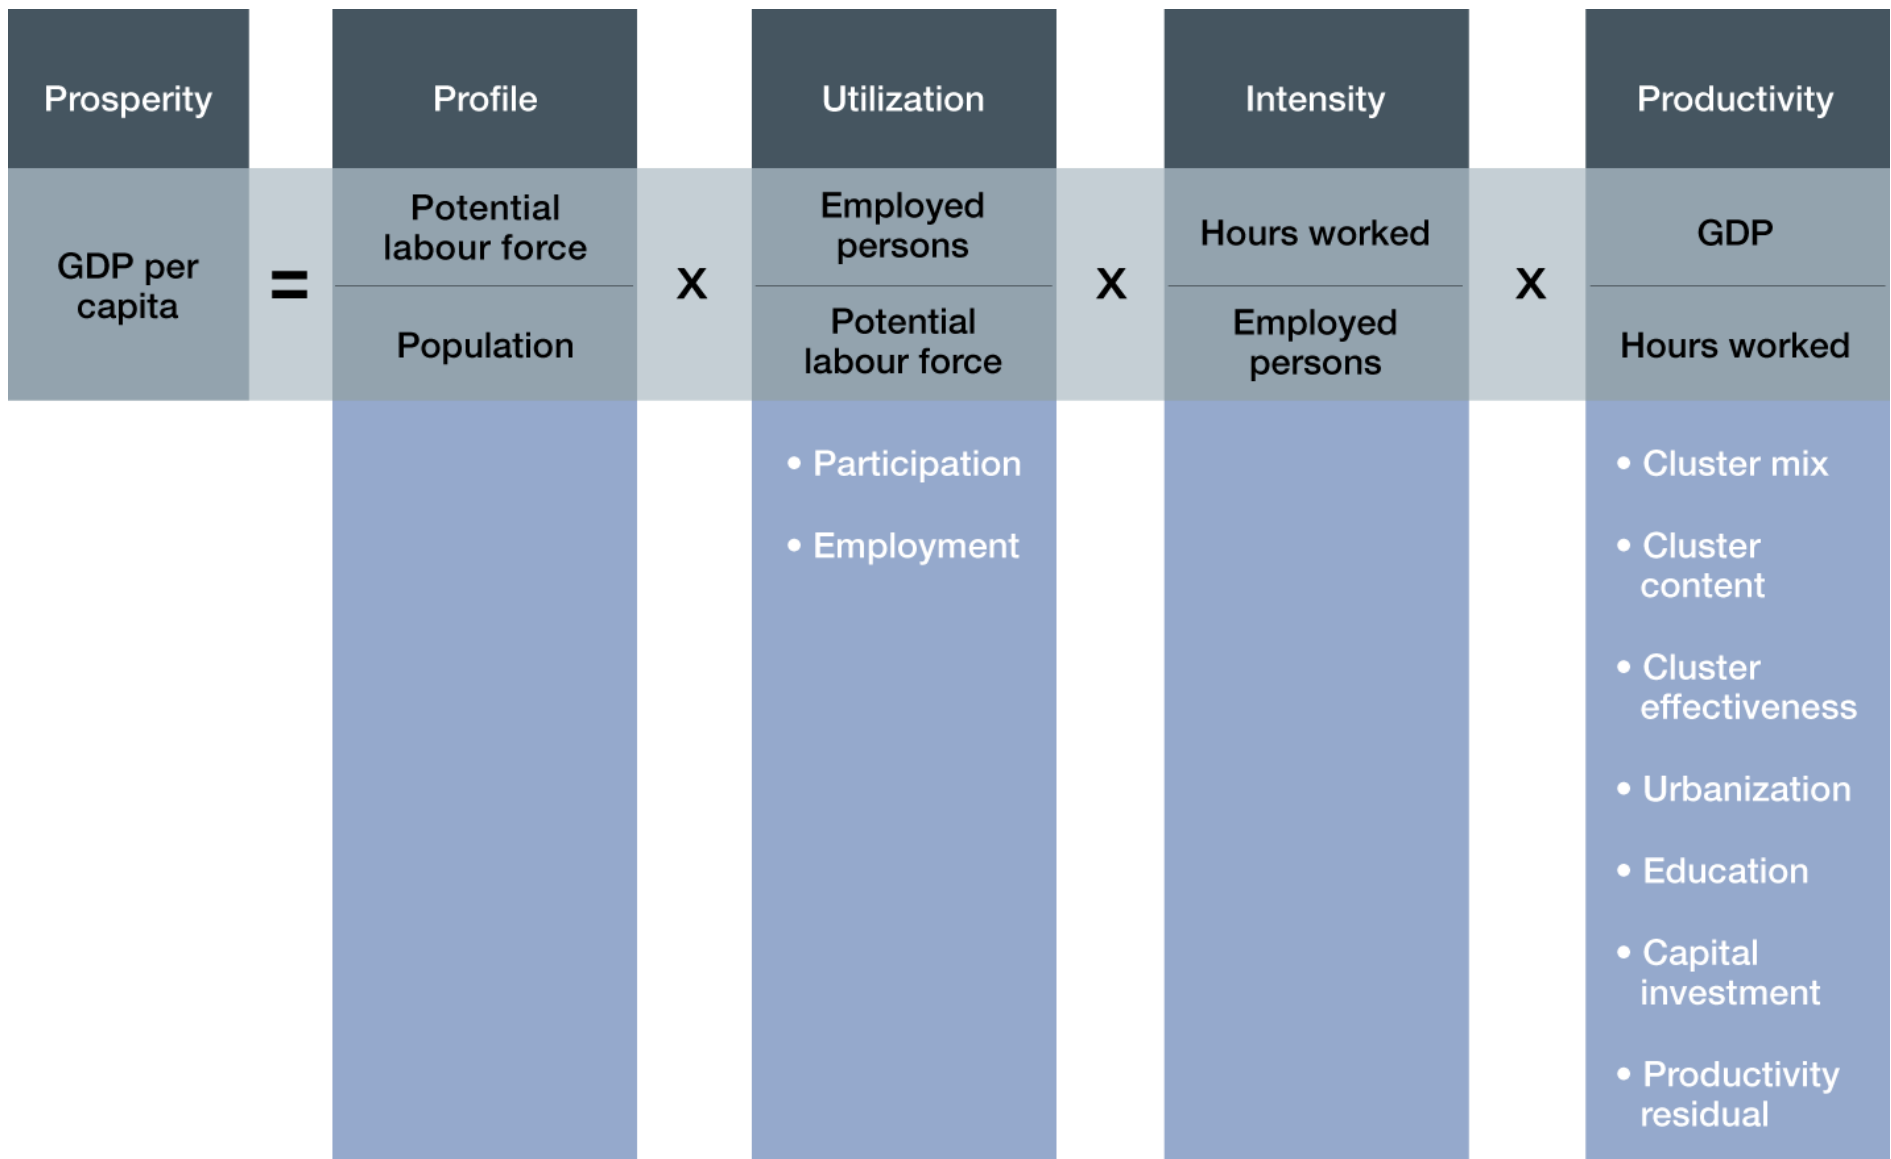 Prosperity
Profile
Utilization
Intensity
Productivity
GDP per
capita
=
Potential
labour force
Population
x
Employed
persons
Potential
labour force
x
Hours worked
Employed
persons
x
GDP
Hours worked
• Participation
• Employment
• Cluster mix
• Cluster
content
• Cluster
effectiveness
• Urbanization
• Education
• Capital
investment
• Productivity
residual